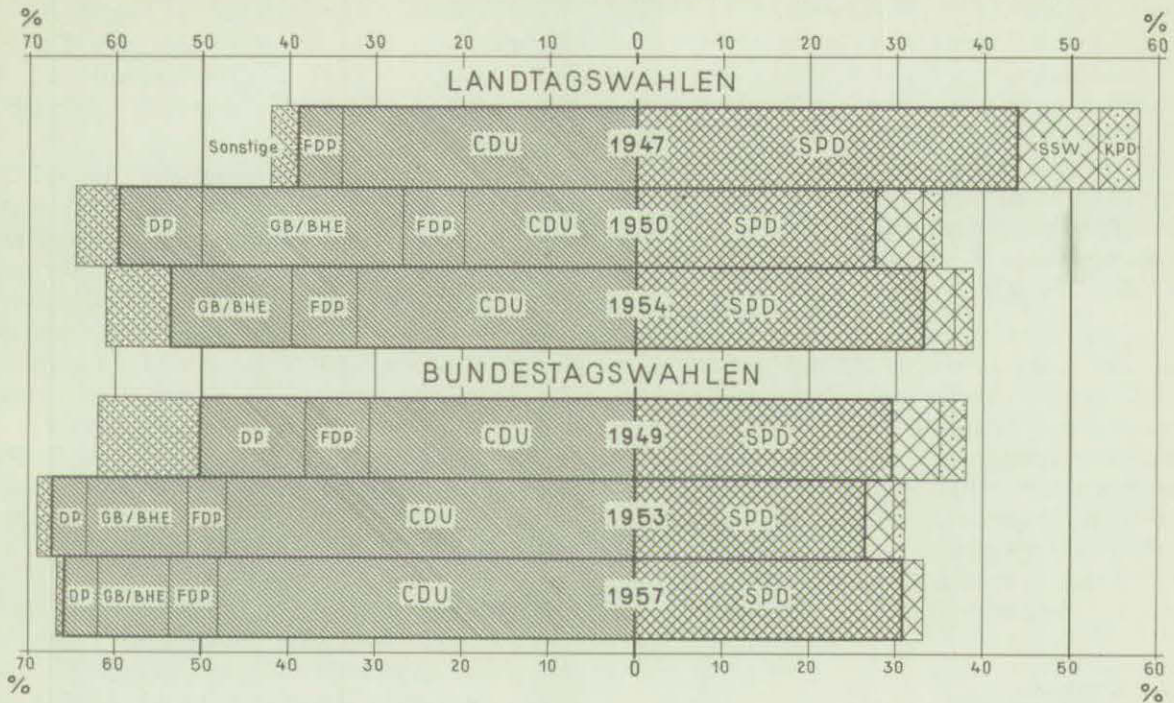 % %
70 60 50 40 30 20 10 0 10 20 30 40 50 60
LANDTAGSWAHLEN
Sonstige FDP CDU 1947 SPD SSW KPD
DP GB/BHE FDP CDU 1950 SPD
GB/BHE FDP CDU 1954 SPD
BUNDESTAGSWAHLEN
DP FDP CDU 1949 SPD
DP GB/BHE FDP CDU 1953 SPD
DP GB/BHE FDP CDU 1957 SPD
70 60 50 40 30 20 10 0 10 20 30 40 50 60
% %